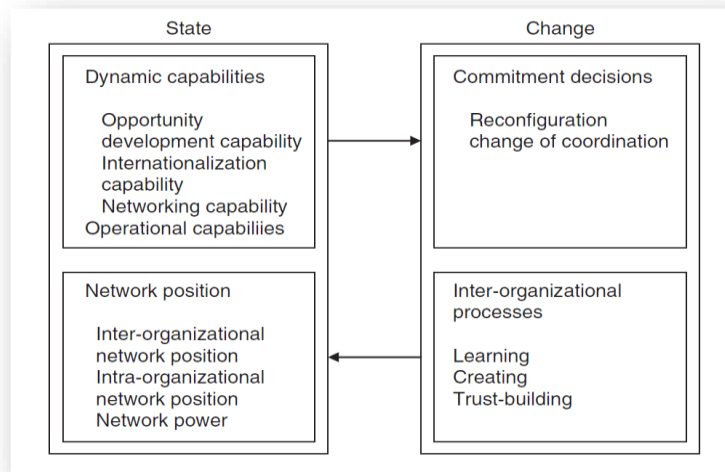 State
Dynamic capabilities
Opportunity
development capability
Internationalization
capability
Networking capability
Operational capabiliies
Network position
Inter-organizational
network position
Intra-organizational
network position
Network power
Change
Commitment decisions
Reconfiguration
change of coordination
Inter-organizational
processes
Learning
Creating
Trust-building